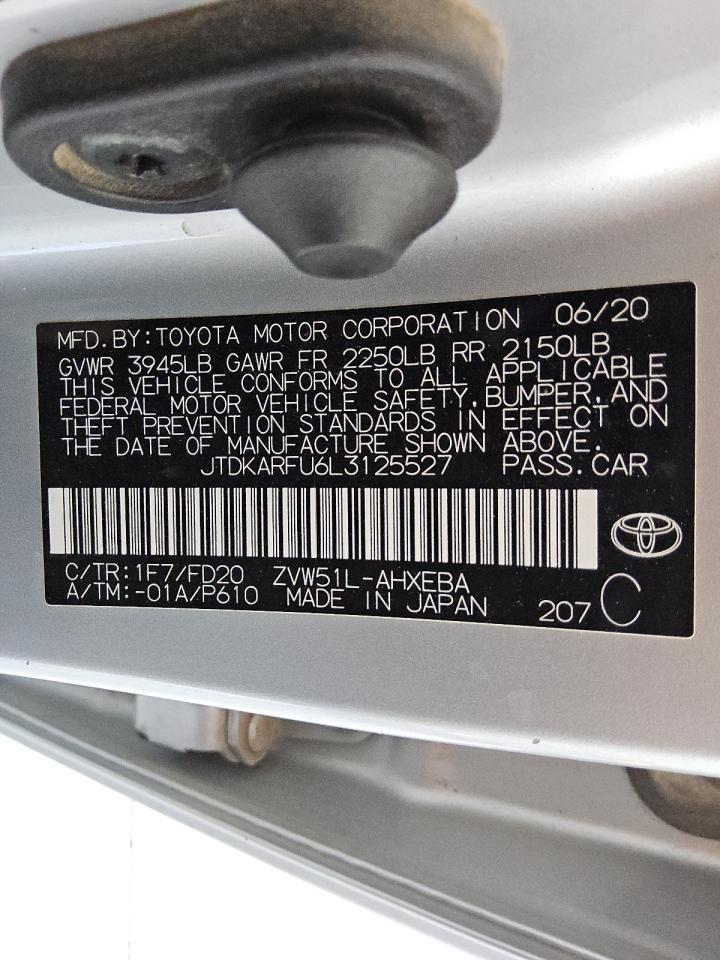 MFD. BY: TOYOTA MOTOR CORPORATION 06/20
GVWR 3945LB GAWR FR 2250LB RR 2150LB
THIS VEHICLE CONFORMS TO ALL APPLICABLE
FEDERAL MOTOR VEHICLE SAFETY, BUMPER, AND
THEFT PREVENTION STANDARDS IN EFFECT ON
THE DATE OF MANUFACTURE SHOWN ABOVE.
JTDKARFU6L3125527 PASS. CAR
C/TR: 1F7/FD20 ZVW51L-AHXEBA
A/TM: -01A/P610 MADE IN JAPAN 207 C